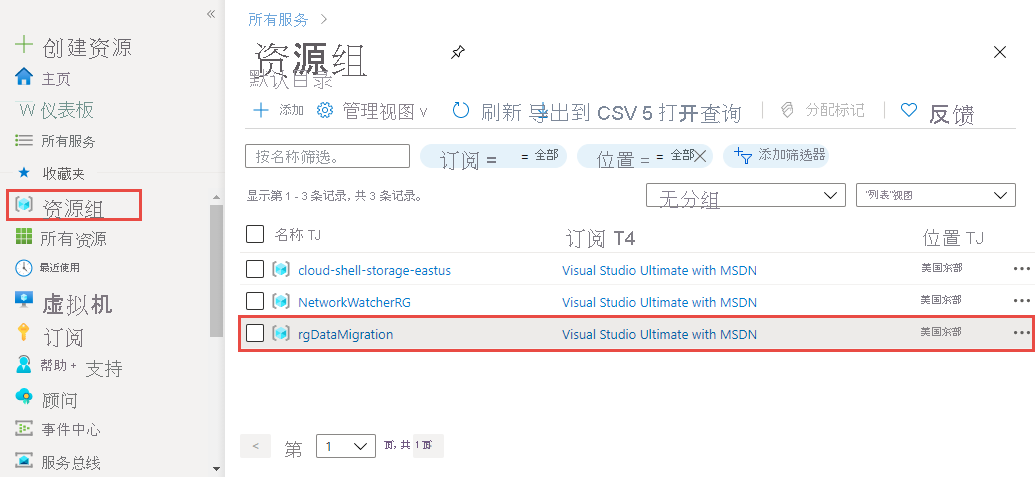 «
创建资源
主页
W 仪表板
所有服务
收藏夹
资源组
所有资源
最近使用
虚拟机
订阅
帮助 + 支持
顾问
事件中心
服务总线
所有服务 >
资源组
默认目录
添加 管理视图 ∨ 刷新 导出到 CSV 5 打开查询 分配标记 反馈
按名称筛选。 订阅 = = 全部 位置 = = 全部 添加筛选器
显示第 1 - 3 条记录, 共 3 条记录。 无分组 "列表"视图
名称 TJ 订阅 T4 位置 TJ
cloud-shell-storage-eastus Visual Studio Ultimate with MSDN 美国东部 ···
NetworkWatcherRG Visual Studio Ultimate with MSDN 美国东部 ···
rgDataMigration Visual Studio Ultimate with MSDN 美国东部 ···
< 第 1 页, 共 1 页